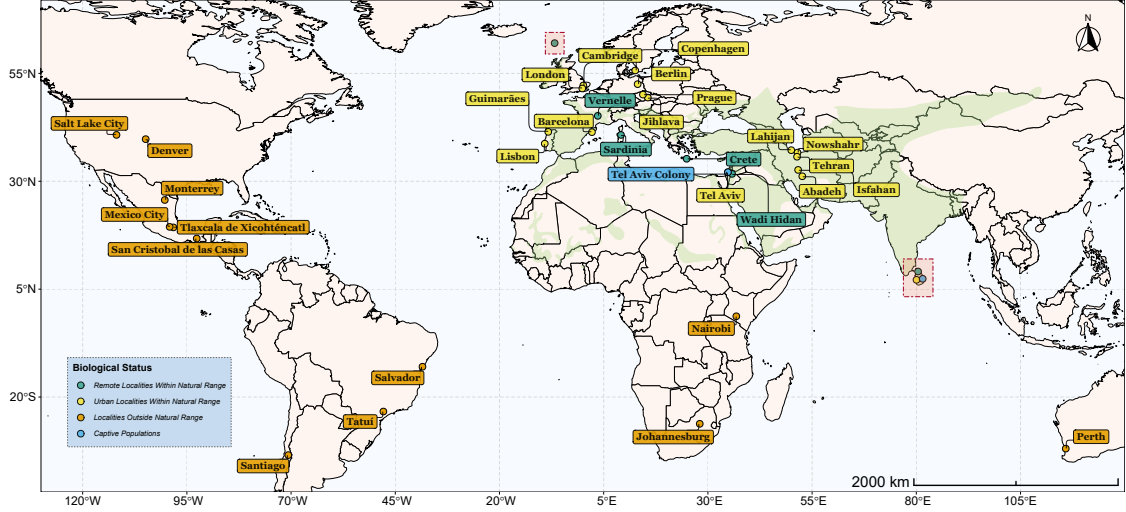 N
Copenhagen
Cambridge
London
Berlin
55°N
Guimarães
Vernelle
Prague
Salt Lake City
Barcelona
Jihlava
Lahijan
Nowshahr
Denver
Lisbon
Sardinia
Crete
Tehran
Tel Aviv Colony
30°N
Monterrey
Tel Aviv
Abadeh
Isfahan
Mexico City
Wadi Hidan
Tlaxcala de Xicohténcatl
San Cristobal de las Casas
5°N
Nairobi
Biological Status
Remote Localities Within Natural Range
Urban Localities Within Natural Range
Localities Outside Natural Range
Captive Populations
Salvador
20°S
Tatuí
Johannesburg
Perth
Santiago
2000 km
120°W
95°W
70°W
45°W
20°W
5°E
30°E
55°E
80°E
105°E